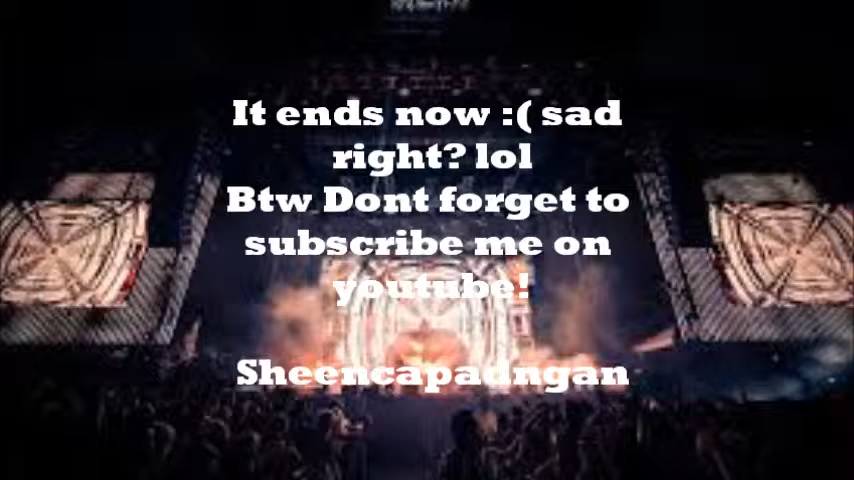 It ends now :( sad
right? lol
Btw Dont forget to
subscribe me on
youtube!
Sheencapadngan